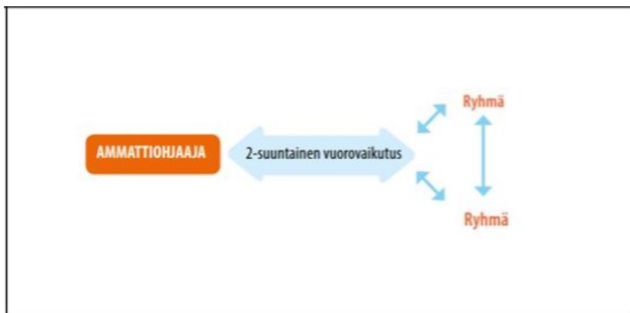 Ryhmä
AMMATTIOHJAAJA
2-suuntainen vuorovaikutus
Ryhmä